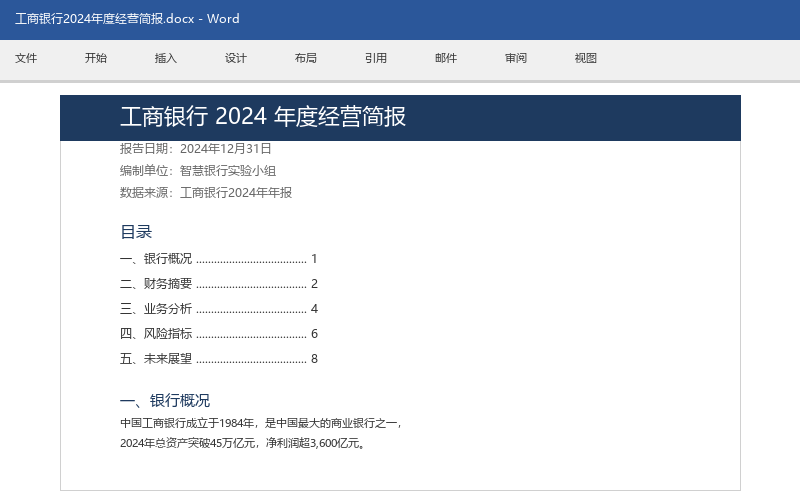 工商银行2024年度经营简报.docx - Word
文件 开始 插入 设计 布局 引用 邮件 审阅 视图
工商银行 2024 年度经营简报
报告日期：2024年12月31日
编制单位：智慧银行实验小组
数据来源：工商银行2024年年报
目录
一、银行概况 ..................................... 1
二、财务摘要 ..................................... 2
三、业务分析 ..................................... 4
四、风险指标 ..................................... 6
五、未来展望 ..................................... 8
一、银行概况
中国工商银行成立于1984年，是中国最大的商业银行之一，
2024年总资产突破45万亿元，净利润超3,600亿元。